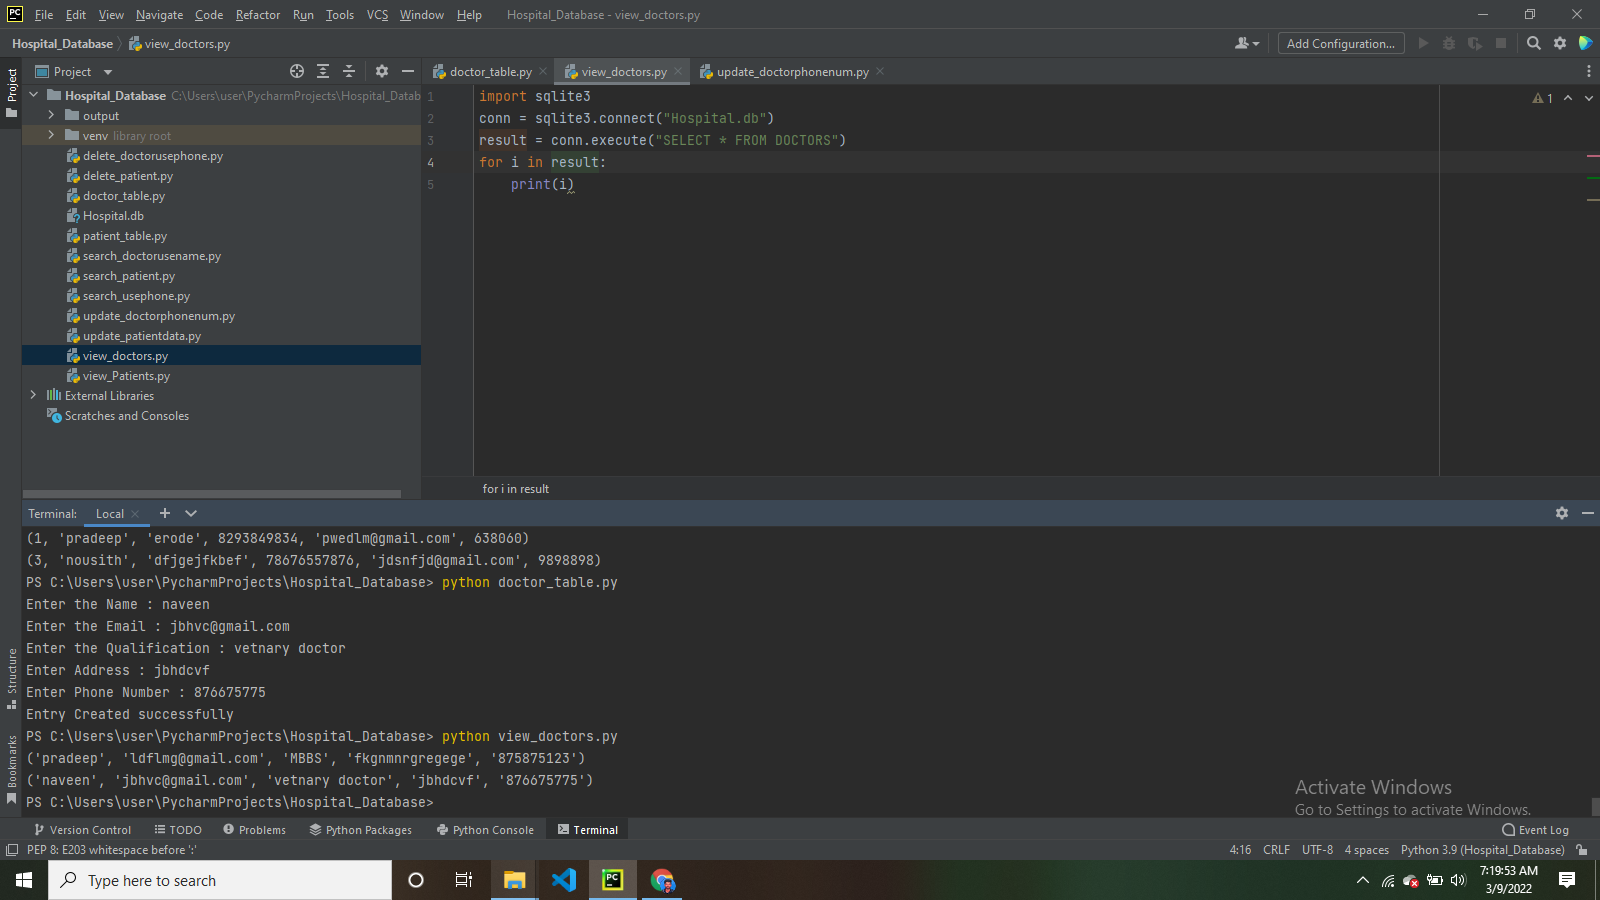 PC File Edit View Navigate Code Refactor Run Tools VCS Window Help Hospital_Database - view_doctors.py
Hospital_Database view_doctors.py Add Configuration...
Project Project doctor_table.py view_doctors.py update_doctorphonenum.py
Hospital_Database C:\Users\user\PycharmProjects\Hospital_Datab
output
venv library root
delete_doctorusephone.py
delete_patient.py
doctor_table.py
Hospital.db
patient_table.py
search_doctorusename.py
search_patient.py
search_usephone.py
update_doctorphonenum.py
update_patientdata.py
view_doctors.py
view_Patients.py
External Libraries
Scratches and Consoles
1 import sqlite3
2 conn = sqlite3.connect("Hospital.db")
3 result = conn.execute("SELECT * FROM DOCTORS")
4 for i in result:
5 print(i)
1
for i in result
Terminal: Local
(1, 'pradeep', 'erode', 8293849834, 'pwedlm@gmail.com', 638060)
(3, 'nousith', 'dfjgejfkbef', 78676557876, 'jdsnfjd@gmail.com', 9898898)
PS C:\Users\user\PycharmProjects\Hospital_Database> python doctor_table.py
Enter the Name : naveen
Enter the Email : jbhvc@gmail.com
Enter the Qualification : vetnary doctor
Enter Address : jbhdcvf
Enter Phone Number : 876675775
Entry Created successfully
PS C:\Users\user\PycharmProjects\Hospital_Database> python view_doctors.py
('pradeep', 'ldflmg@gmail.com', 'MBBS', 'fkgnmnrgregege', '875875123')
('naveen', 'jbhvc@gmail.com', 'vetnary doctor', 'jbhdcvf', '876675775')
PS C:\Users\user\PycharmProjects\Hospital_Database>
Structure
Bookmarks
Activate Windows
Go to Settings to activate Windows.
Version Control TODO Problems Python Packages Python Console Terminal Event Log
PEP 8: E203 whitespace before ':' 4:16 CRLF UTF-8 4 spaces Python 3.9 (Hospital_Database)
Type here to search PC 7:19:53 AM
3/9/2022